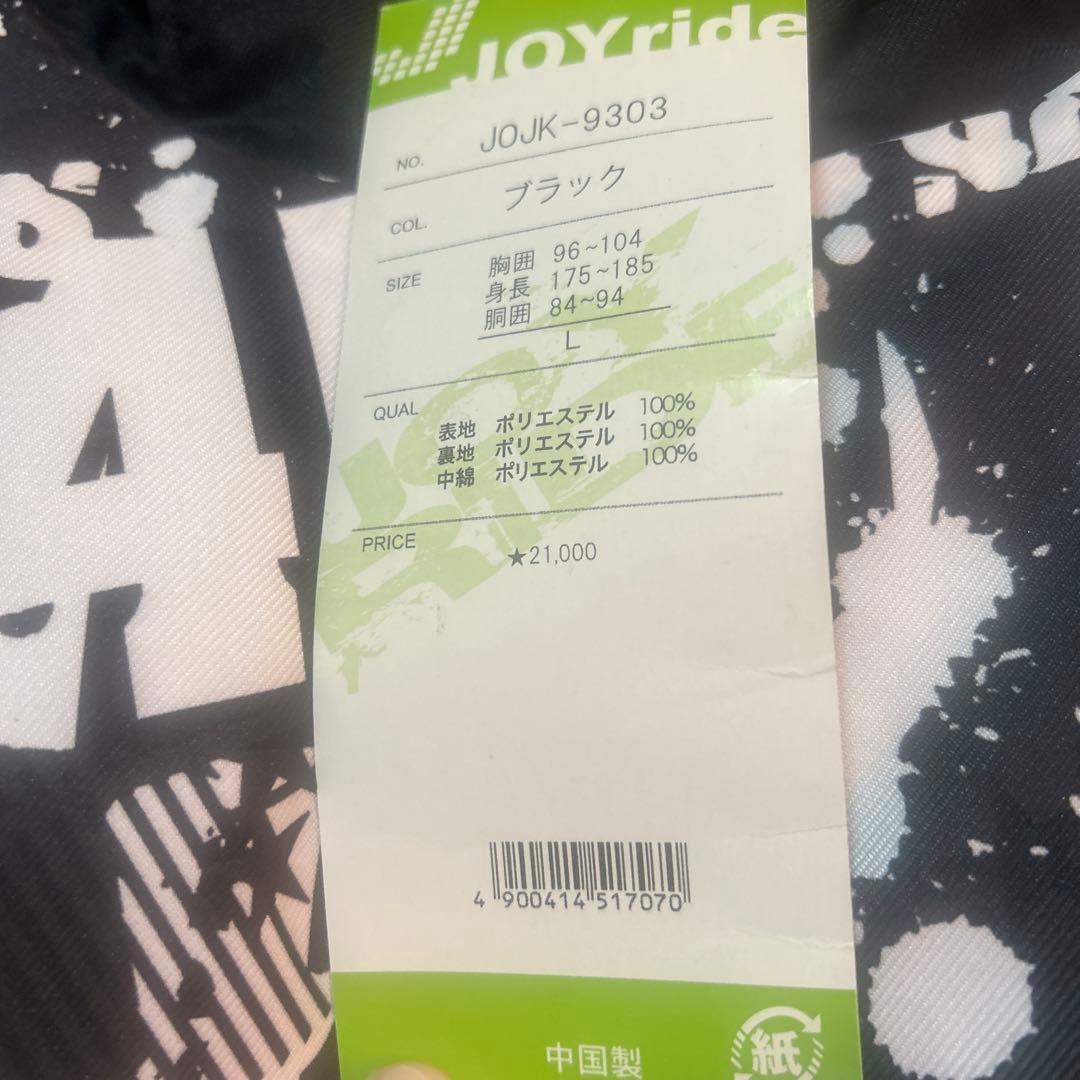 JOYride
NO. JOJK-9303
COL. ブラック
SIZE 胸囲 96~104
身長 175~185
胴囲 84~94
L
QUAL 表地 ポリエステル 100%
裏地 ポリエステル 100%
中綿 ポリエステル 100%
PRICE ★21,000
4 900414 517070
中国製 紙